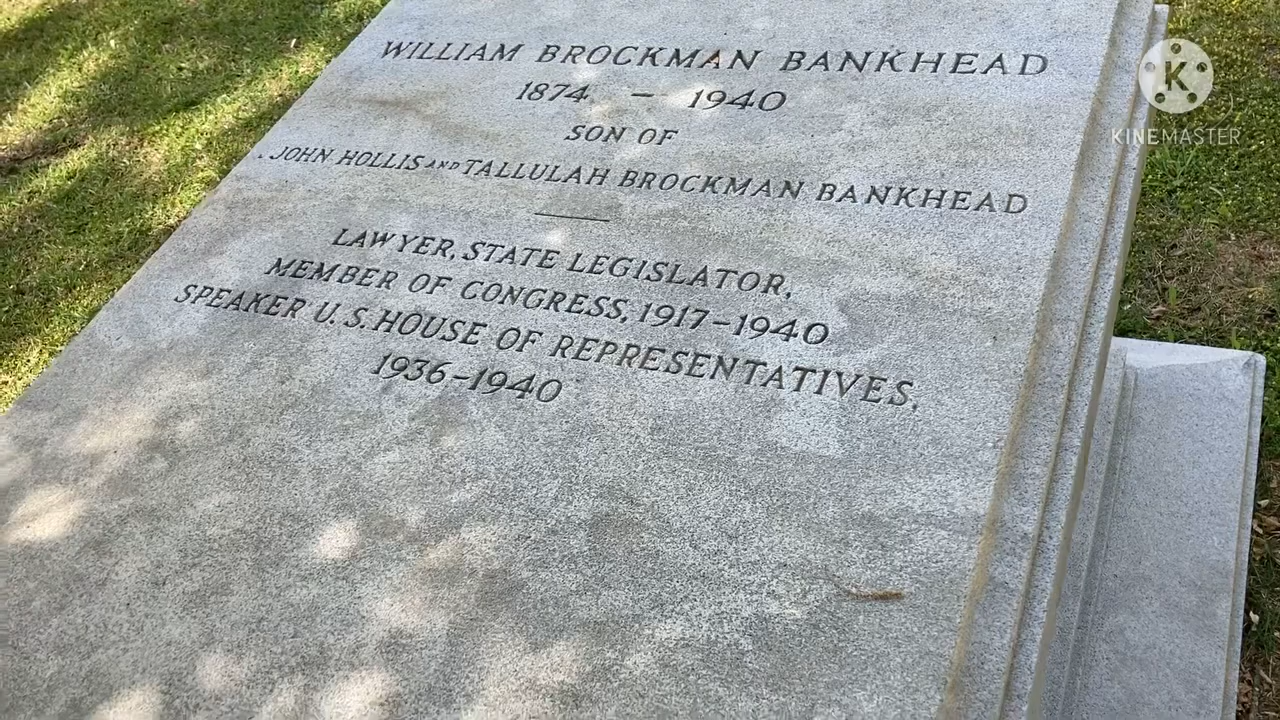 WILLIAM BROCKMAN BANKHEAD
1874 - 1940
SON OF
JOHN HOLLIS AND TALLULAH BROCKMAN BANKHEAD
LAWYER, STATE LEGISLATOR,
MEMBER OF CONGRESS, 1917-1940
SPEAKER U. S. HOUSE OF REPRESENTATIVES,
1936-1940
K
KINEMASTER